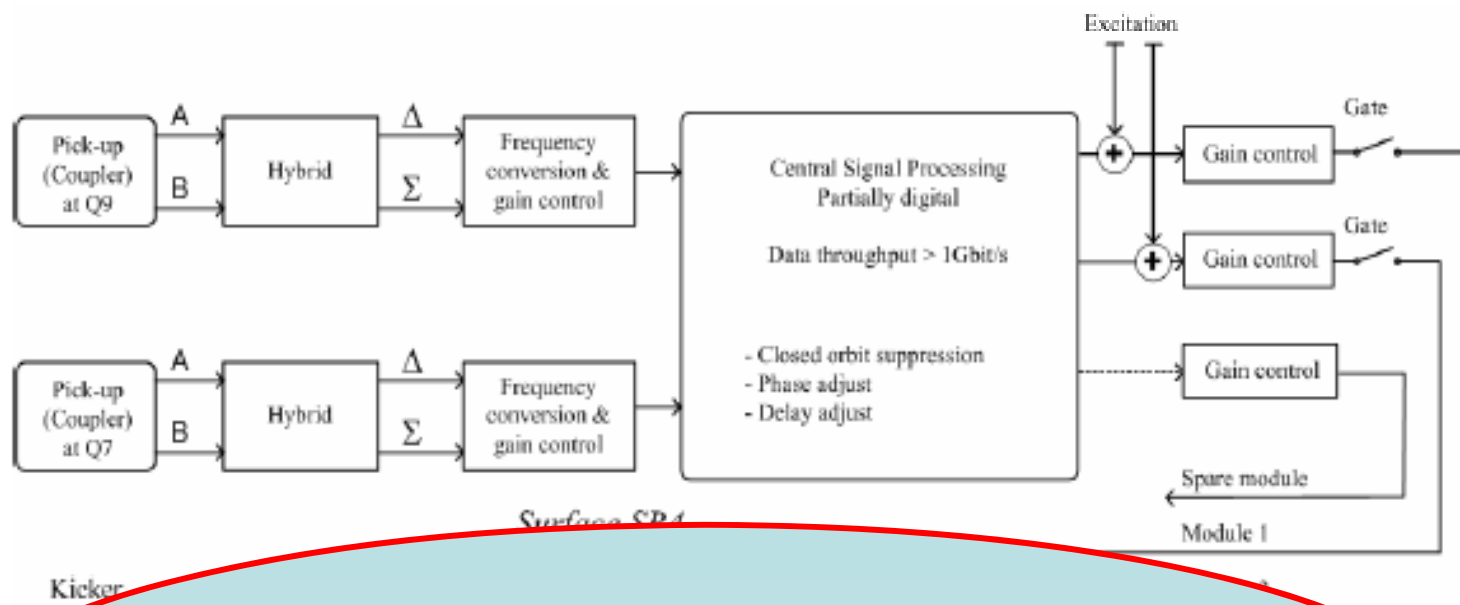 Excitation
Gate
A
Δ
Pick-up
(Coupler)
at Q9
Hybrid
Frequency
conversion &
gain control
B
Σ
Central Signal Processing
Partially digital
Data throughput > 1Gbit/s
- Closed orbit suppression
- Phase adjust
- Delay adjust
+
Gain control
Gate
+
Gain control
A
Δ
Pick-up
(Coupler)
at Q7
Hybrid
Frequency
conversion &
gain control
B
Σ
Gain control
Spare module
Module 1
Surface
Kicker